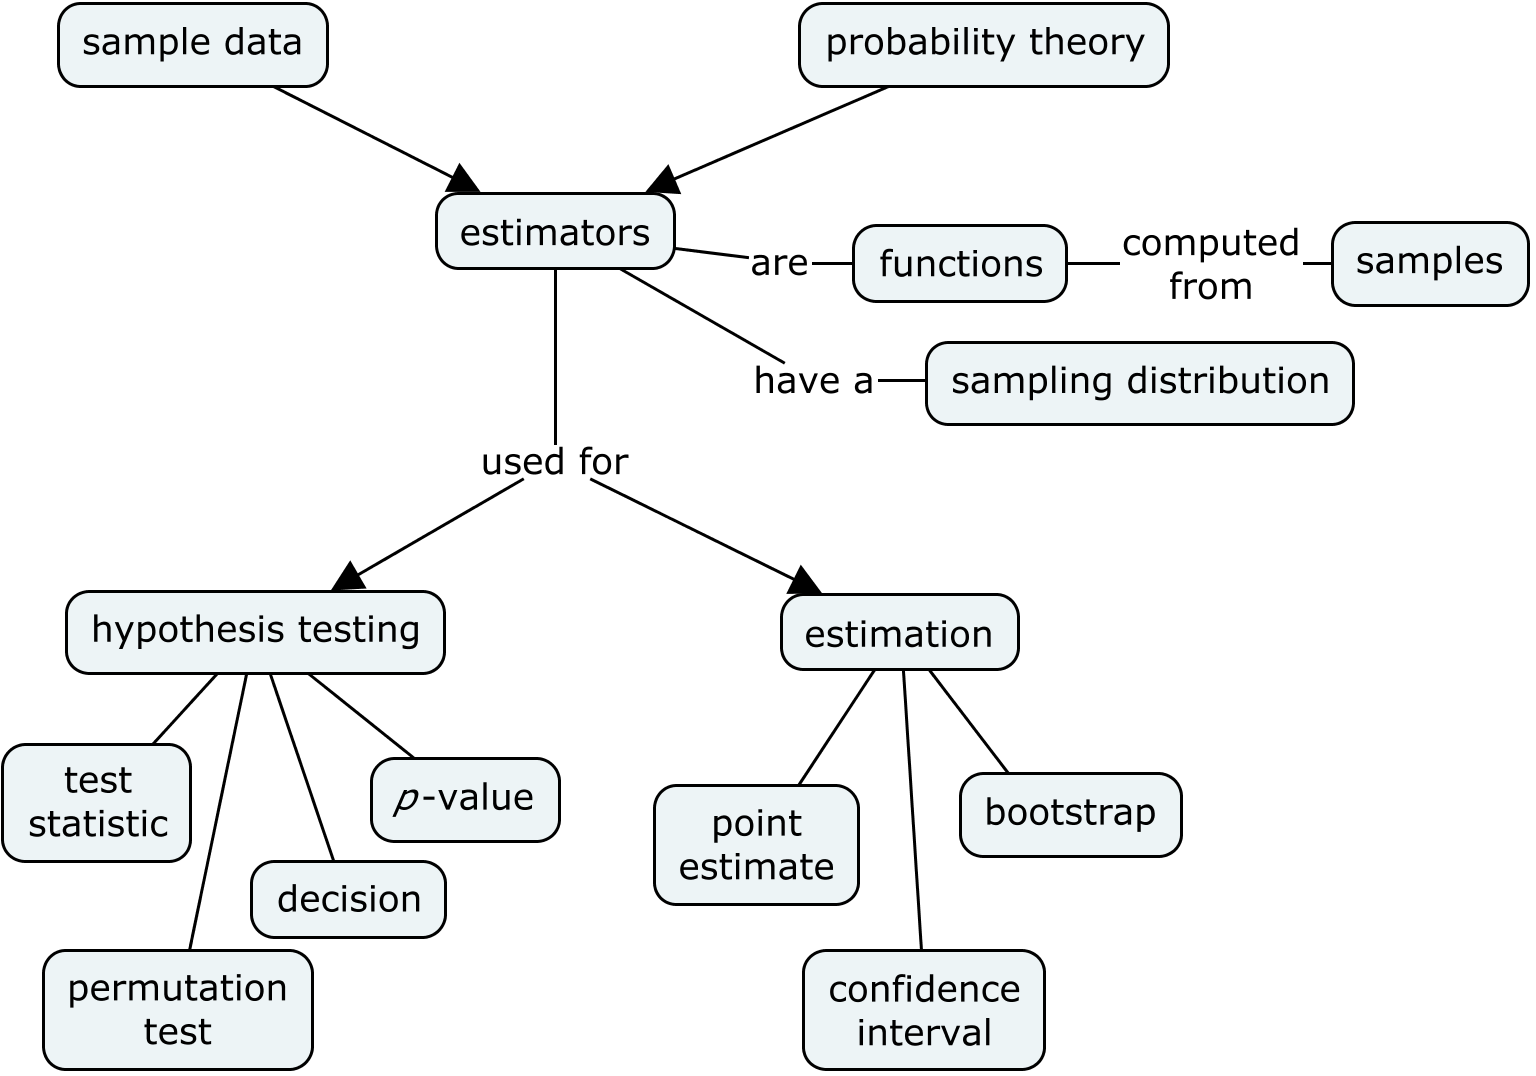 sample data
probability theory
estimators
are
functions
computed
from
samples
have a
sampling distribution
used for
hypothesis testing
estimation
test
statistic
p-value
decision
permutation
test
point
estimate
bootstrap
confidence
interval